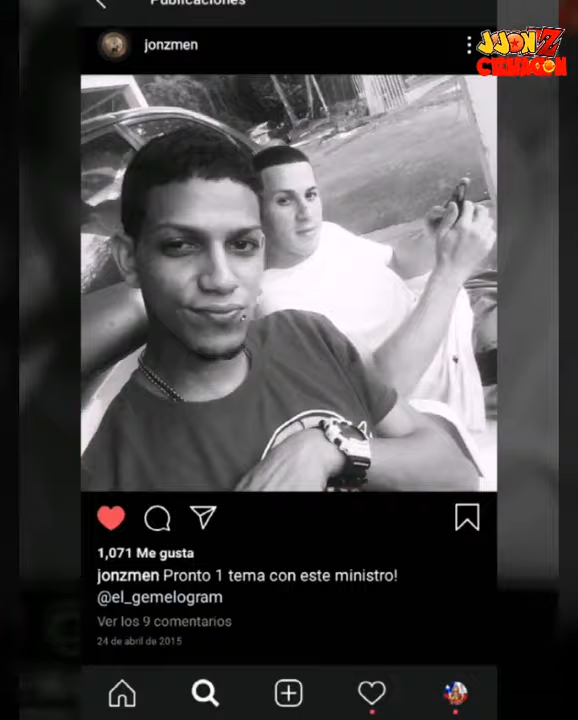 Publicaciones
jonzmen
JJONZ
1,071 Me gusta
jonzmen Pronto 1 tema con este ministro!
@el_gemelogram
Ver los 9 comentarios
24 de abril de 2015